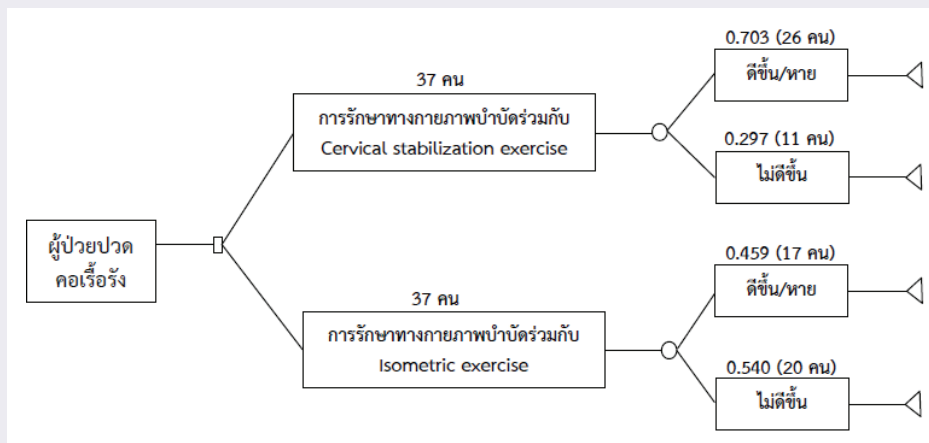 ผู้ป่วยปวด
คอเรื้อรัง
37 คน
การรักษาทางกายภาพบำบัดร่วมกับ
Cervical stabilization exercise
0.703 (26 คน)
ดีขึ้น/หาย
0.297 (11 คน)
ไม่ดีขึ้น
37 คน
การรักษาทางกายภาพบำบัดร่วมกับ
Isometric exercise
0.459 (17 คน)
ดีขึ้น/หาย
0.540 (20 คน)
ไม่ดีขึ้น